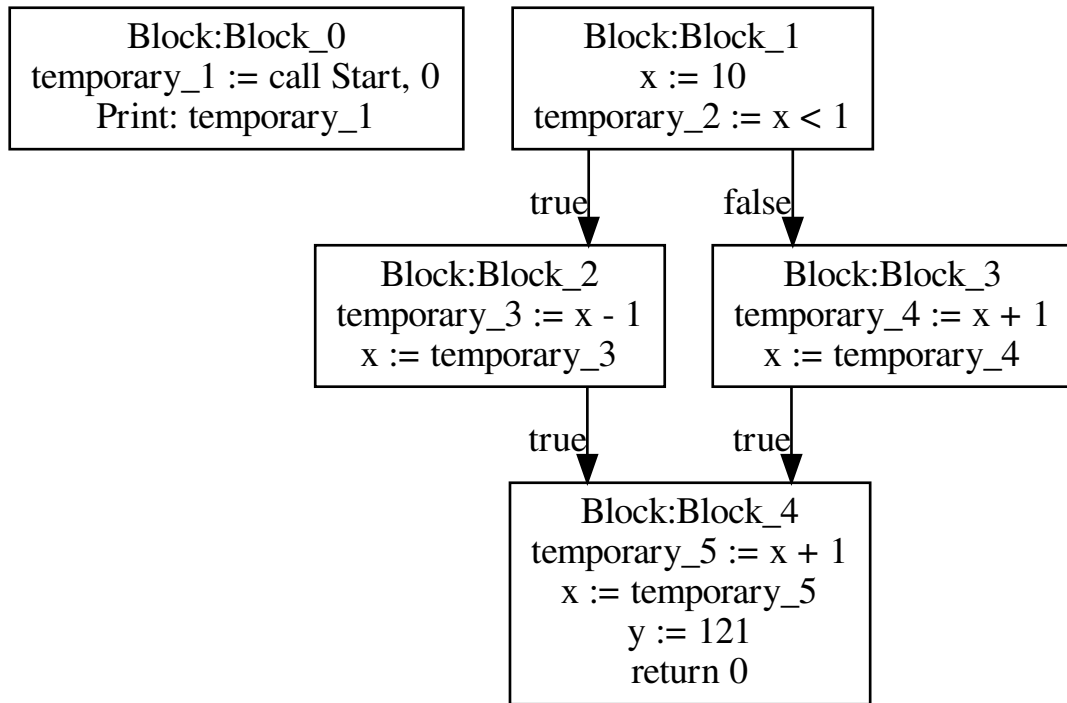 Block:Block_0
temporary_1 := call Start, 0
Print: temporary_1
Block:Block_1
x := 10
temporary_2 := x < 1
true
false
Block:Block_2
temporary_3 := x - 1
x := temporary_3
Block:Block_3
temporary_4 := x + 1
x := temporary_4
true
true
Block:Block_4
temporary_5 := x + 1
x := temporary_5
y := 121
return 0